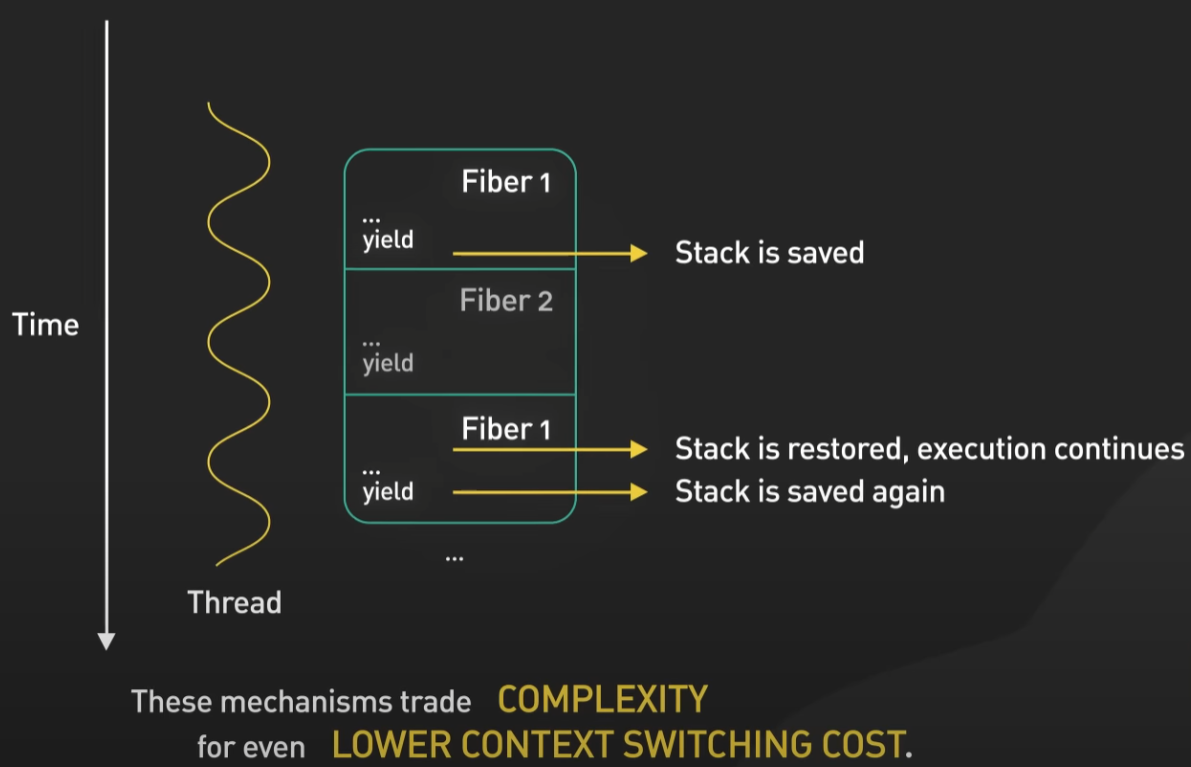 Fiber 1
...
yield
Stack is saved
Fiber 2
Time
...
yield
Fiber 1
Stack is restored, execution continues
...
yield
Stack is saved again
...
Thread
These mechanisms trade COMPLEXITY
for even LOWER CONTEXT SWITCHING COST.